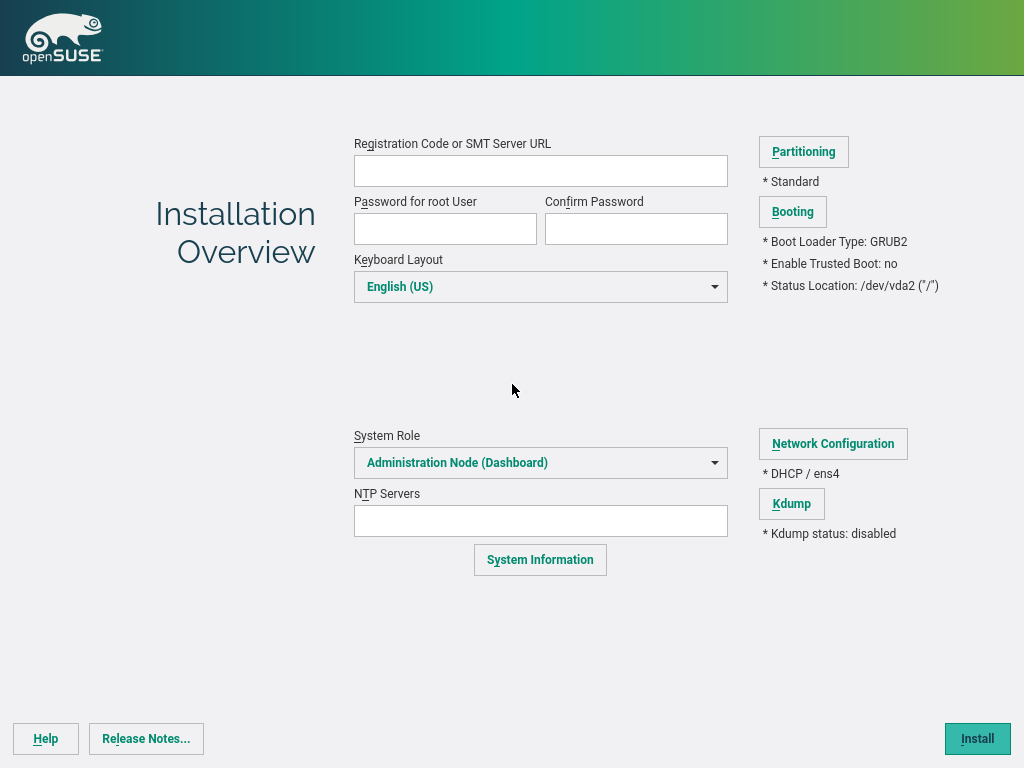 openSUSE
Installation
Overview
Registration Code or SMT Server URL
Password for root User
Confirm Password
Keyboard Layout
English (US)
System Role
Administration Node (Dashboard)
NTP Servers
System Information
Partitioning
* Standard
Booting
* Boot Loader Type: GRUB2
* Enable Trusted Boot: no
* Status Location: /dev/vda2 ("/")
Network Configuration
* DHCP / ens4
Kdump
* Kdump status: disabled
Help
Release Notes...
Install